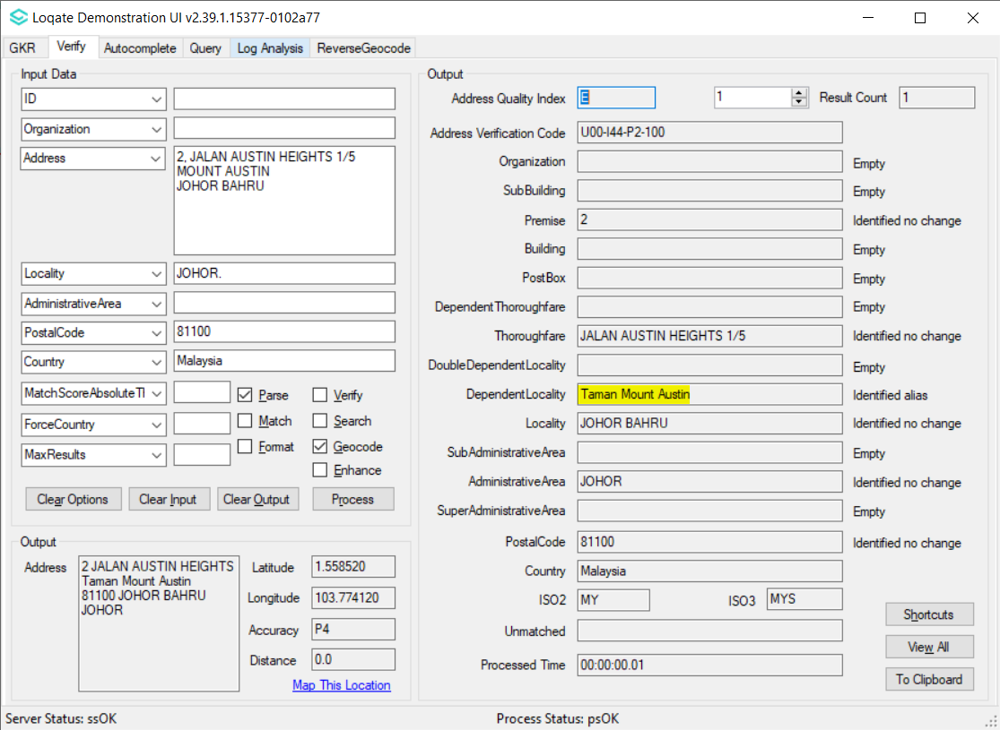 Loqate Demonstration UI v2.39.1.15377-0102a77
GKR Verify Autocomplete Query Log Analysis ReverseGeocode
Input Data
ID
Organization
Address
2, JALAN AUSTIN HEIGHTS 1/5
MOUNT AUSTIN
JOHOR BAHRU
Locality JOHOR.
AdministrativeArea
PostalCode 81100
Country Malaysia
MatchScoreAbsoluteTl Parse Verify
ForceCountry Match Search
MaxResults Format Geocode
Enhance
Clear Options Clear Input Clear Output Process
Output
Address
2 JALAN AUSTIN HEIGHTS
Taman Mount Austin
81100 JOHOR BAHRU
JOHOR
Latitude 1.558520
Longitude 103.774120
Accuracy P4
Distance 0.0
Map This Location
Output
Address Quality Index E 1 Result Count 1
Address Verification Code U00-I44-P2-100
Organization Empty
SubBuilding Empty
Premise 2 Identified no change
Building Empty
PostBox Empty
DependentThoroughfare Empty
Thoroughfare JALAN AUSTIN HEIGHTS 1/5 Identified no change
DoubleDependentLocality Empty
DependentLocality Taman Mount Austin Identified alias
Locality JOHOR BAHRU Identified no change
SubAdministrativeArea Empty
AdministrativeArea JOHOR Identified no change
SuperAdministrativeArea Empty
PostalCode 81100 Identified no change
Country Malaysia
ISO2 MY ISO3 MYS
Unmatched
Processed Time 00:00:00.01
Shortcuts
View All
To Clipboard
Server Status: ssOK Process Status: psOK